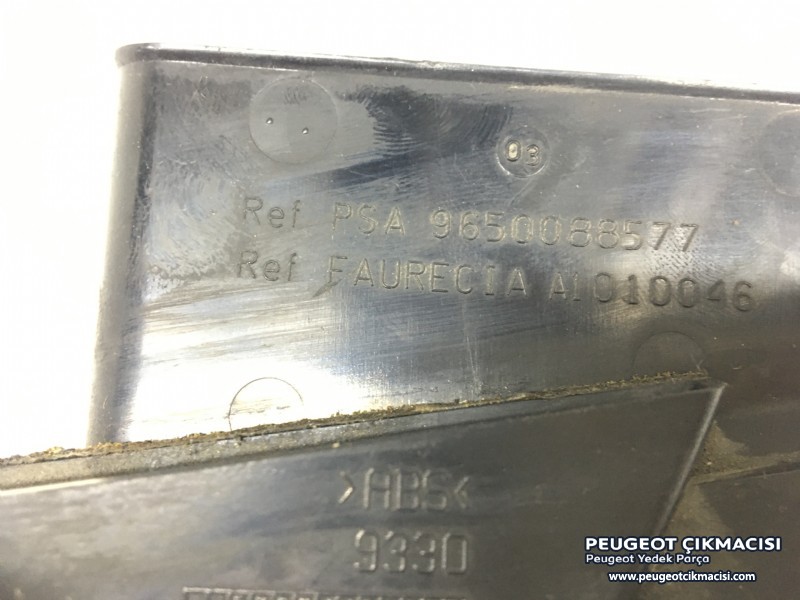 03
Ref PSA 9650088577
Ref FAURECIA A1010046
>ABS<
9330
PEUGEOT ÇIKMACISI
Peugeot Yedek Parça
www.peugeotcikmacisi.com